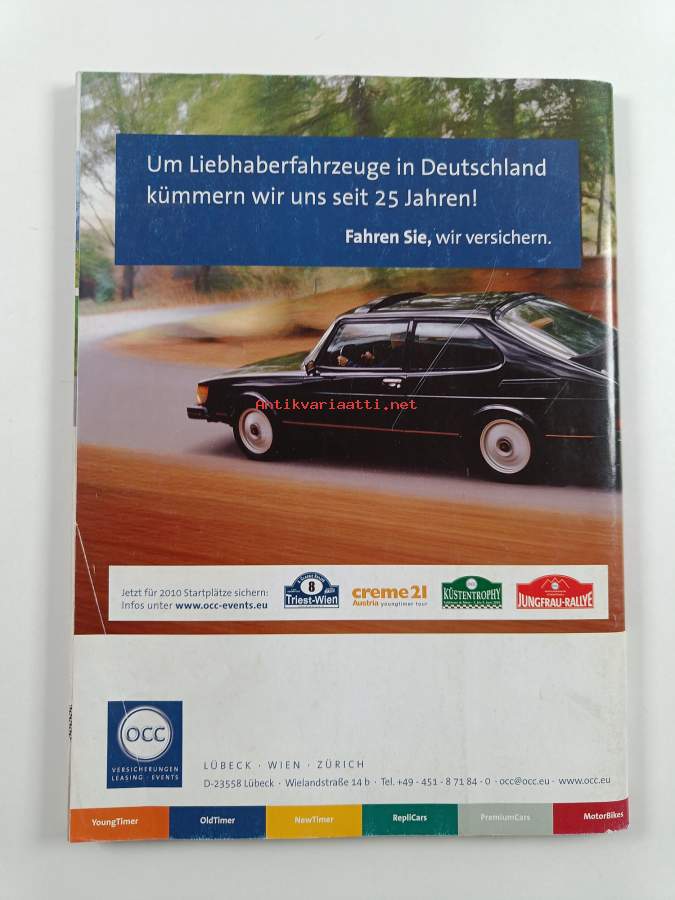 Um Liebhaberfahrzeuge in Deutschland
kümmern wir uns seit 25 Jahren!
Fahren Sie, wir versichern.
Antikvariaatti.net
Jetzt für 2010 Startplätze sichern:
Infos unter www.occ-events.eu
8
Triest-Wien
creme21
Austria youngtimer tour
OCC
KÜSTENTROPHY
JUNGFRAU-RALLYE
OCC
VERSICHERUNGEN
LEASING · EVENTS
LÜBECK · WIEN · ZÜRICH
D-23558 Lübeck · Wielandstraße 14 b · Tel. +49 - 451 - 8 71 84 - 0 · occ@occ.eu · www.occ.eu
YoungTimer OldTimer NewTimer RepliCars PremiumCars MotorBikes